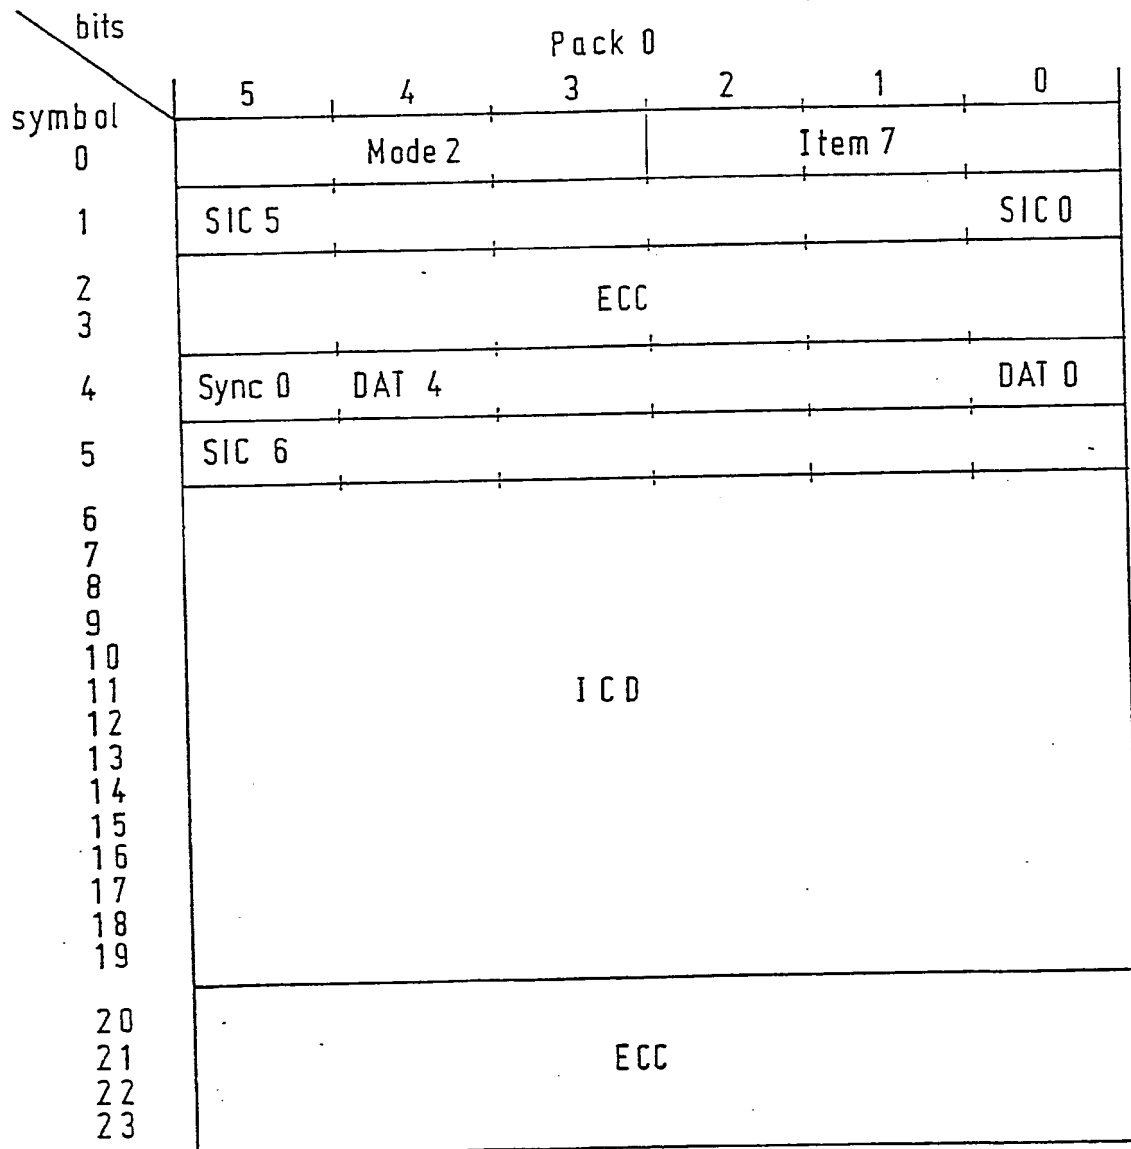 bits
Pack 0
5 4 3 2 1 0
symbol
0 Mode 2 Item 7
1 SIC 5 SIC 0
2
ECC
3
4 Sync 0 DAT 4 DAT 0
5 SIC 6
6
7
8
9
10
11 ICD
12
13
14
15
16
17
18
19
20
21 ECC
22
23